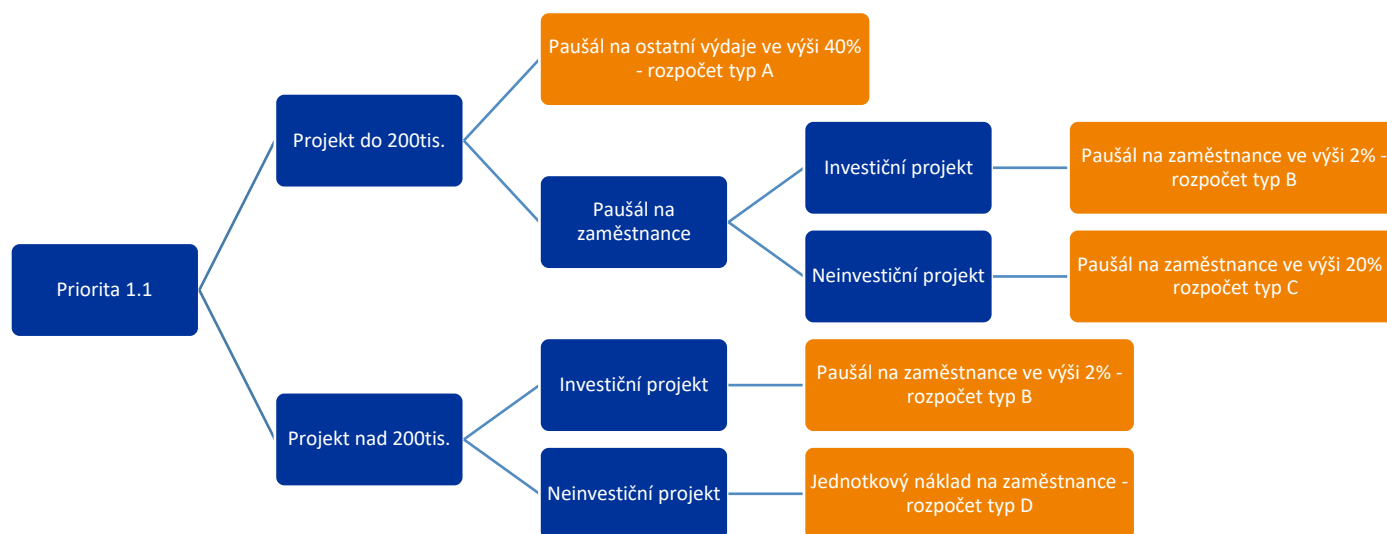 Paušál na ostatní výdaje ve výši 40%
- rozpočet typ A
Projekt do 200tis.
Investiční projekt
Paušál na zaměstnance ve výši 2% -
rozpočet typ B
Paušál na
zaměstnance
Neinvestiční projekt
Paušál na zaměstnance ve výši 20%
rozpočet typ C
Priorita 1.1
Investiční projekt
Paušál na zaměstnance ve výši 2% -
rozpočet typ B
Projekt nad 200tis.
Neinvestiční projekt
Jednotkový náklad na zaměstnance -
rozpočet typ D